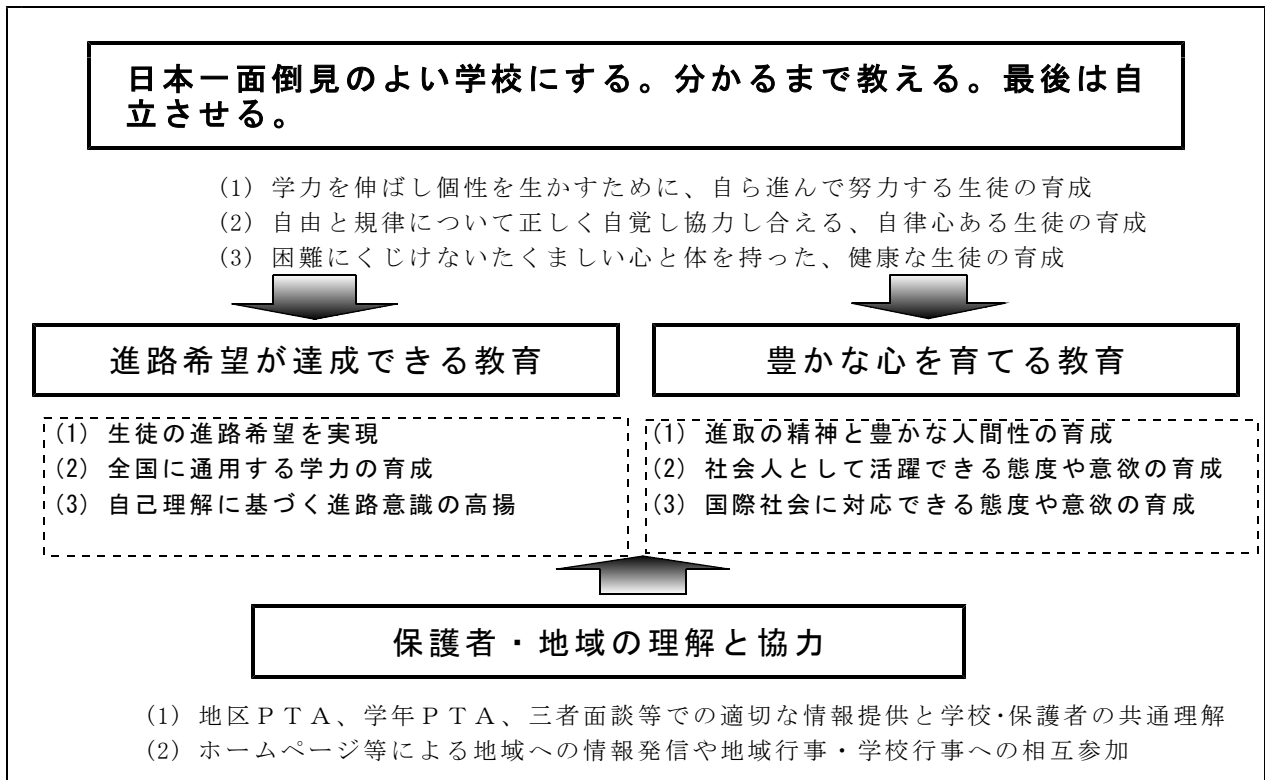 日本一面倒見のよい学校にする。分かるまで教える。最後は自
立させる。
(1) 学力を伸ばし個性を生かすために、自ら進んで努力する生徒の育成
(2) 自由と規律について正しく自覚し協力し合える、自律心ある生徒の育成
(3) 困難にくじけないたくましい心と体を持った、健康な生徒の育成
進路希望が達成できる教育
(1) 生徒の進路希望を実現
(2) 全国に通用する学力の育成
(3) 自己理解に基づく進路意識の高揚
豊かな心を育てる教育
(1) 進取の精神と豊かな人間性の育成
(2) 社会人として活躍できる態度や意欲の育成
(3) 国際社会に対応できる態度や意欲の育成
保護者・地域の理解と協力
(1) 地区ＰＴＡ、学年ＰＴＡ、三者面談等での適切な情報提供と学校･保護者の共通理解
(2) ホームページ等による地域への情報発信や地域行事・学校行事への相互参加